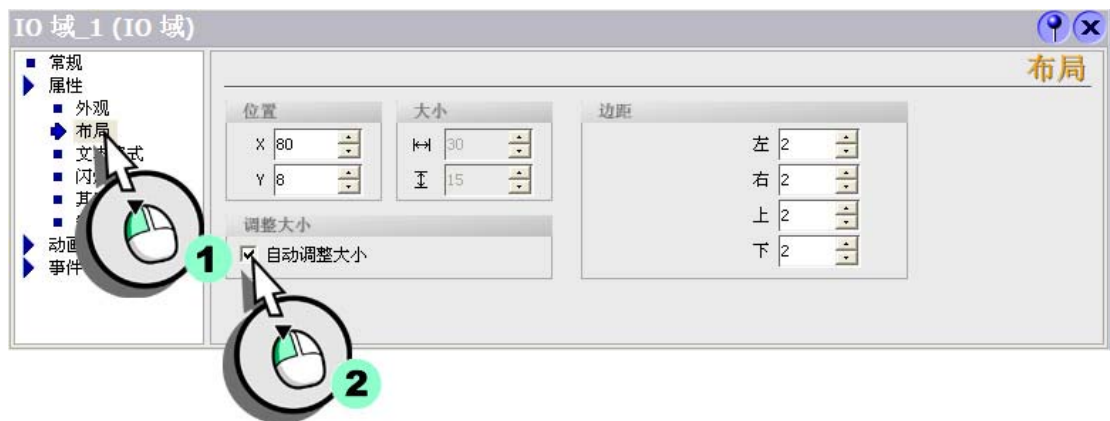 IO 域_1 (IO 域)
常规
属性
外观
布局
动画
事件
布局
位置
X 80
Y 8
大小
30
15
调整大小
自动调整大小
边距
左 2
右 2
上 2
下 2
1
2